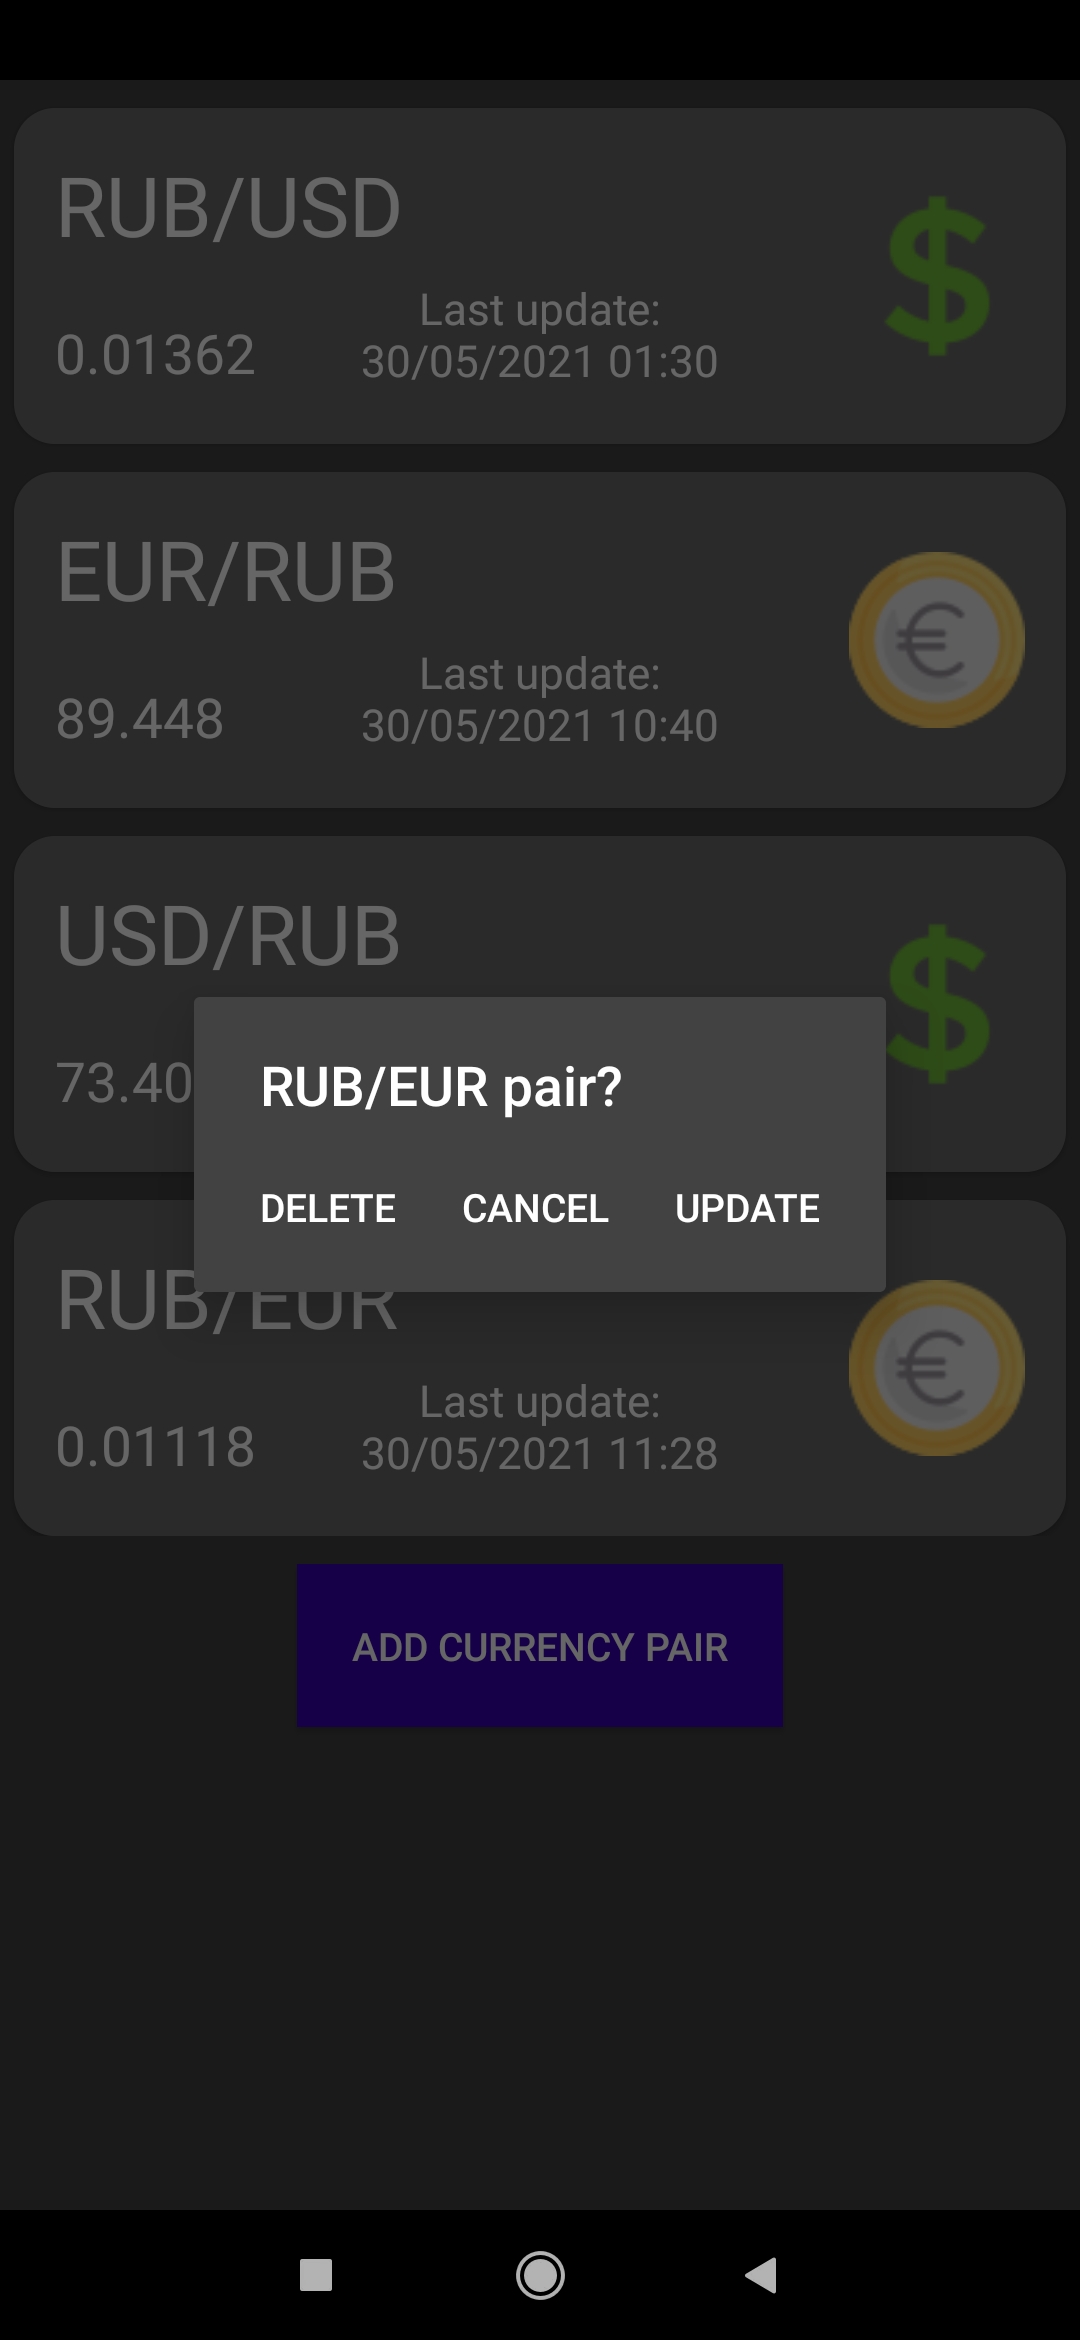 RUB/USD
Last update:
0.01362
30/05/2021 01:30
$
EUR/RUB
Last update:
89.448
30/05/2021 10:40
€
USD/RUB
$
73.40
RUB/EUR pair?
DELETE CANCEL UPDATE
RUB/EUR
Last update:
0.01118
30/05/2021 11:28
€
ADD CURRENCY PAIR